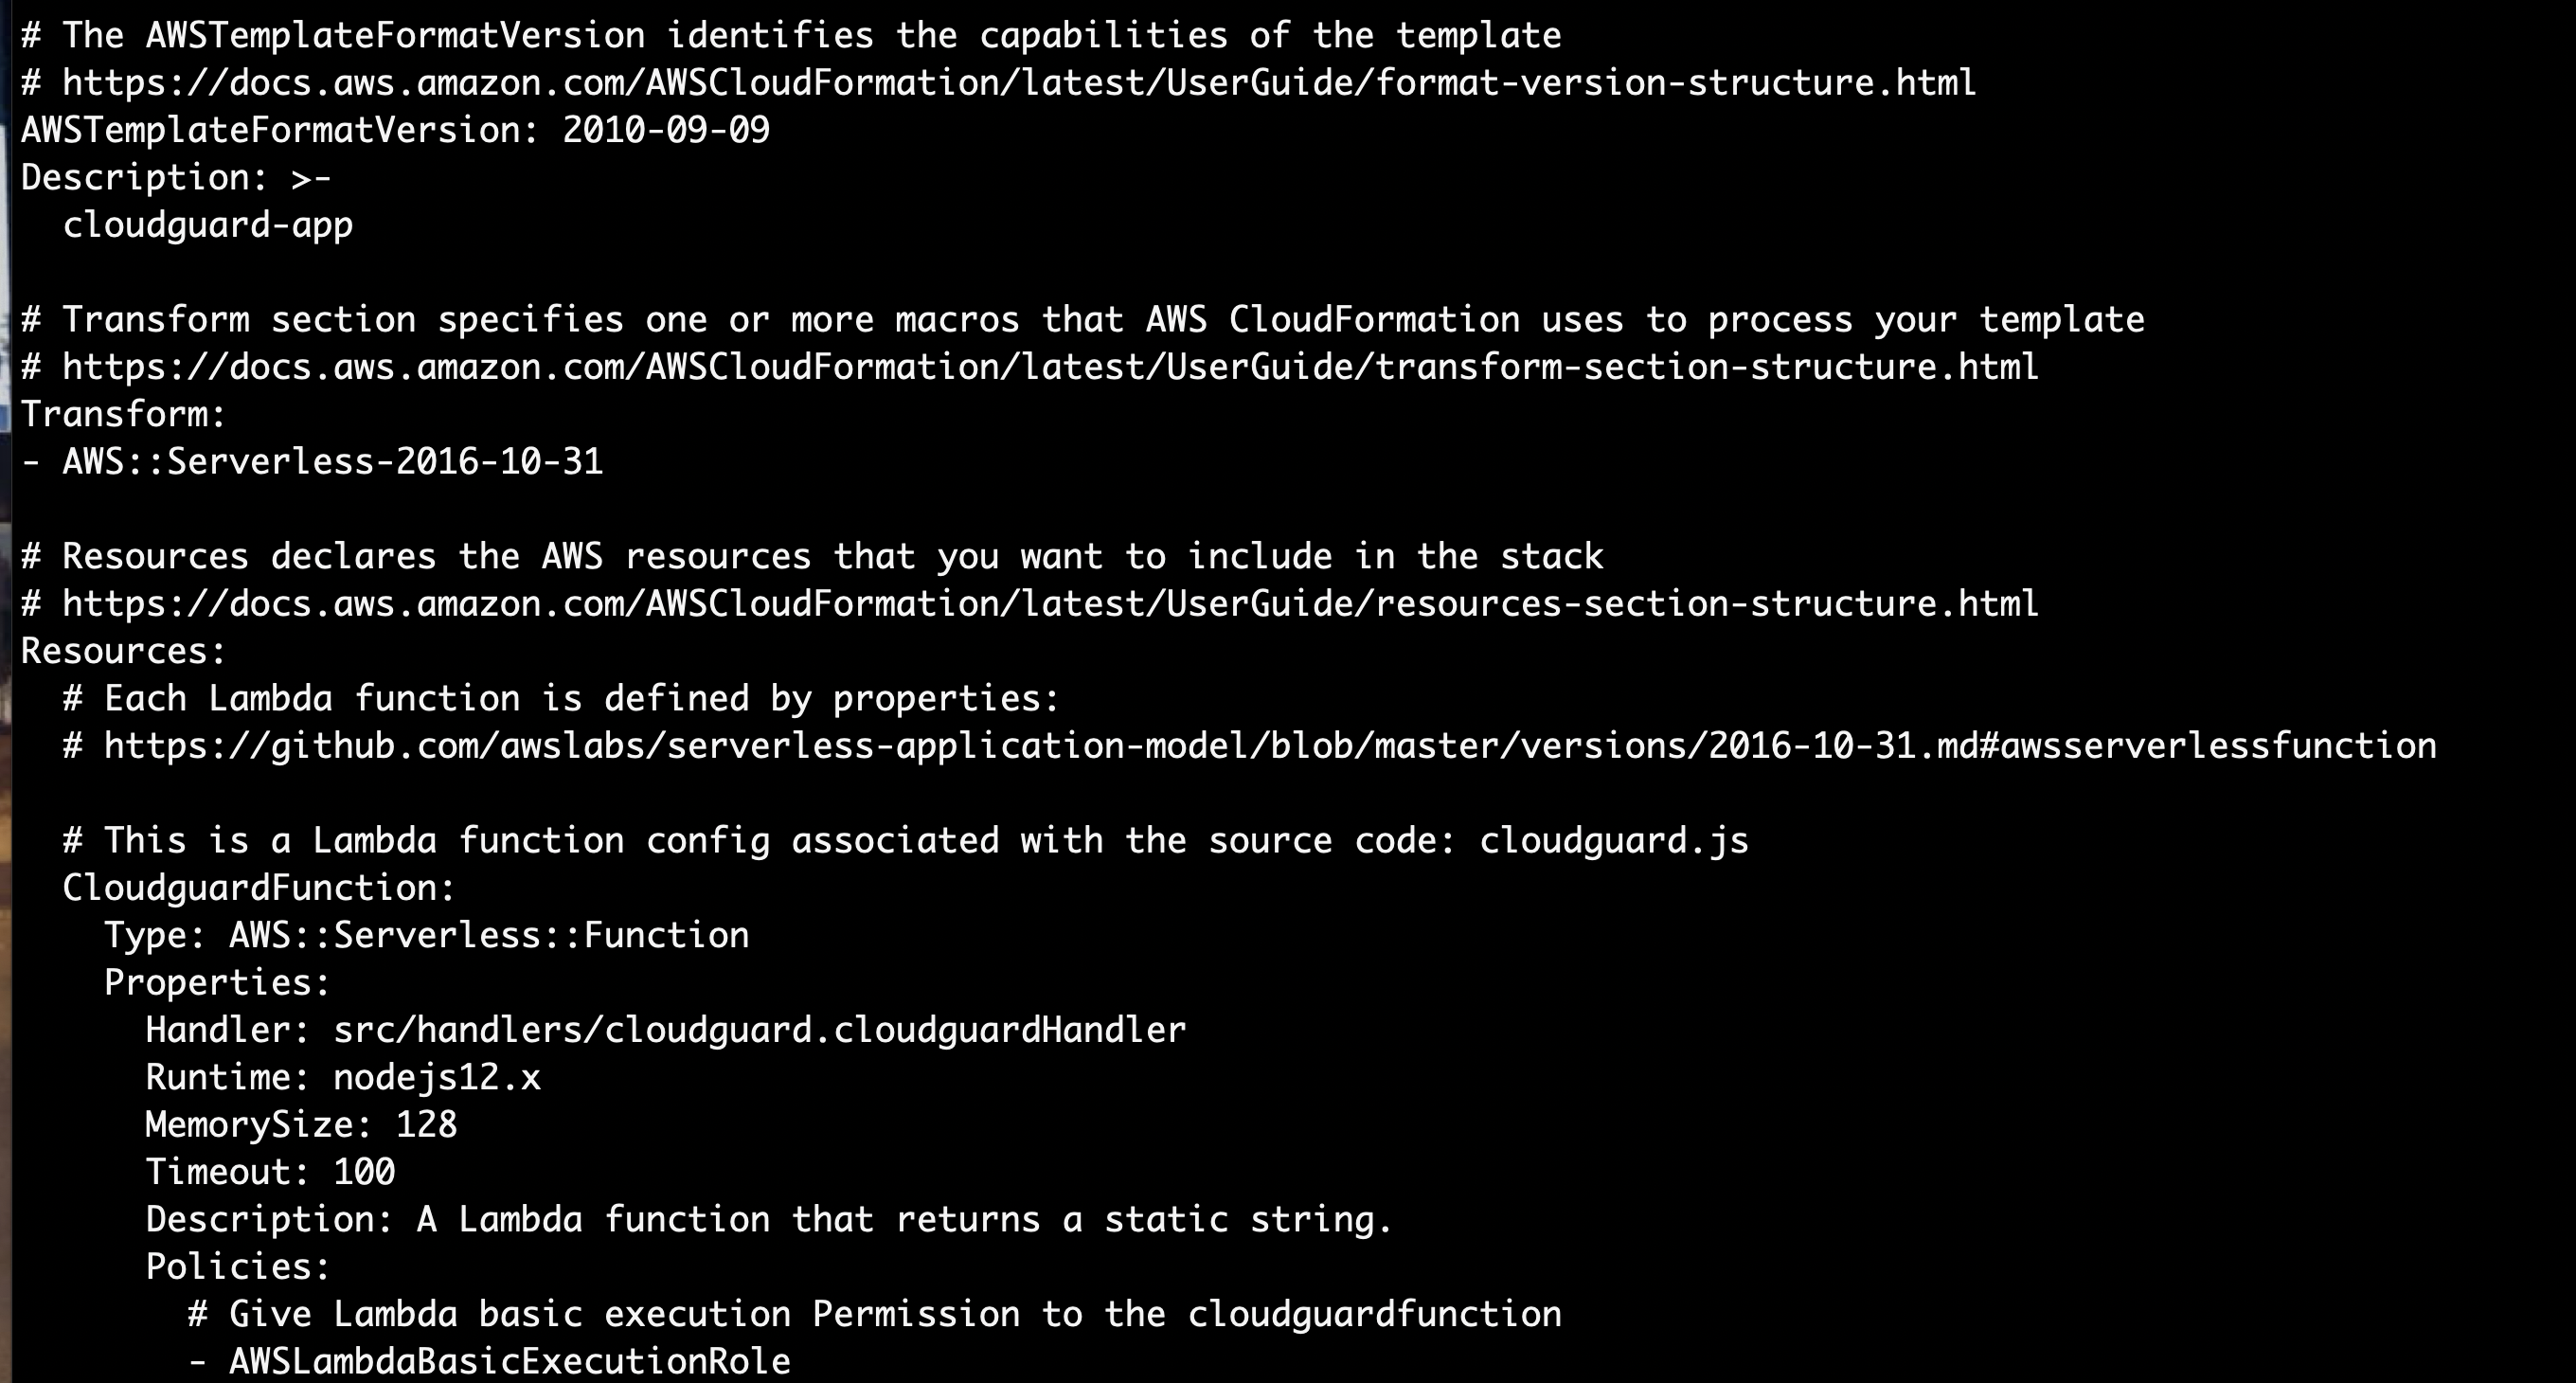 # The AWSTemplateFormatVersion identifies the capabilities of the template
# https://docs.aws.amazon.com/AWSCloudFormation/latest/UserGuide/format-version-structure.html
AWSTemplateFormatVersion: 2010-09-09
Description: >-
  cloudguard-app

# Transform section specifies one or more macros that AWS CloudFormation uses to process your template
# https://docs.aws.amazon.com/AWSCloudFormation/latest/UserGuide/transform-section-structure.html
Transform:
- AWS::Serverless-2016-10-31

# Resources declares the AWS resources that you want to include in the stack
# https://docs.aws.amazon.com/AWSCloudFormation/latest/UserGuide/resources-section-structure.html
Resources:
  # Each Lambda function is defined by properties:
  # https://github.com/awslabs/serverless-application-model/blob/master/versions/2016-10-31.md#awsserverlessfunction

  # This is a Lambda function config associated with the source code: cloudguard.js
  CloudguardFunction:
    Type: AWS::Serverless::Function
    Properties:
      Handler: src/handlers/cloudguard.cloudguardHandler
      Runtime: nodejs12.x
      MemorySize: 128
      Timeout: 100
      Description: A Lambda function that returns a static string.
      Policies:
        # Give Lambda basic execution Permission to the cloudguardfunction
        - AWSLambdaBasicExecutionRole